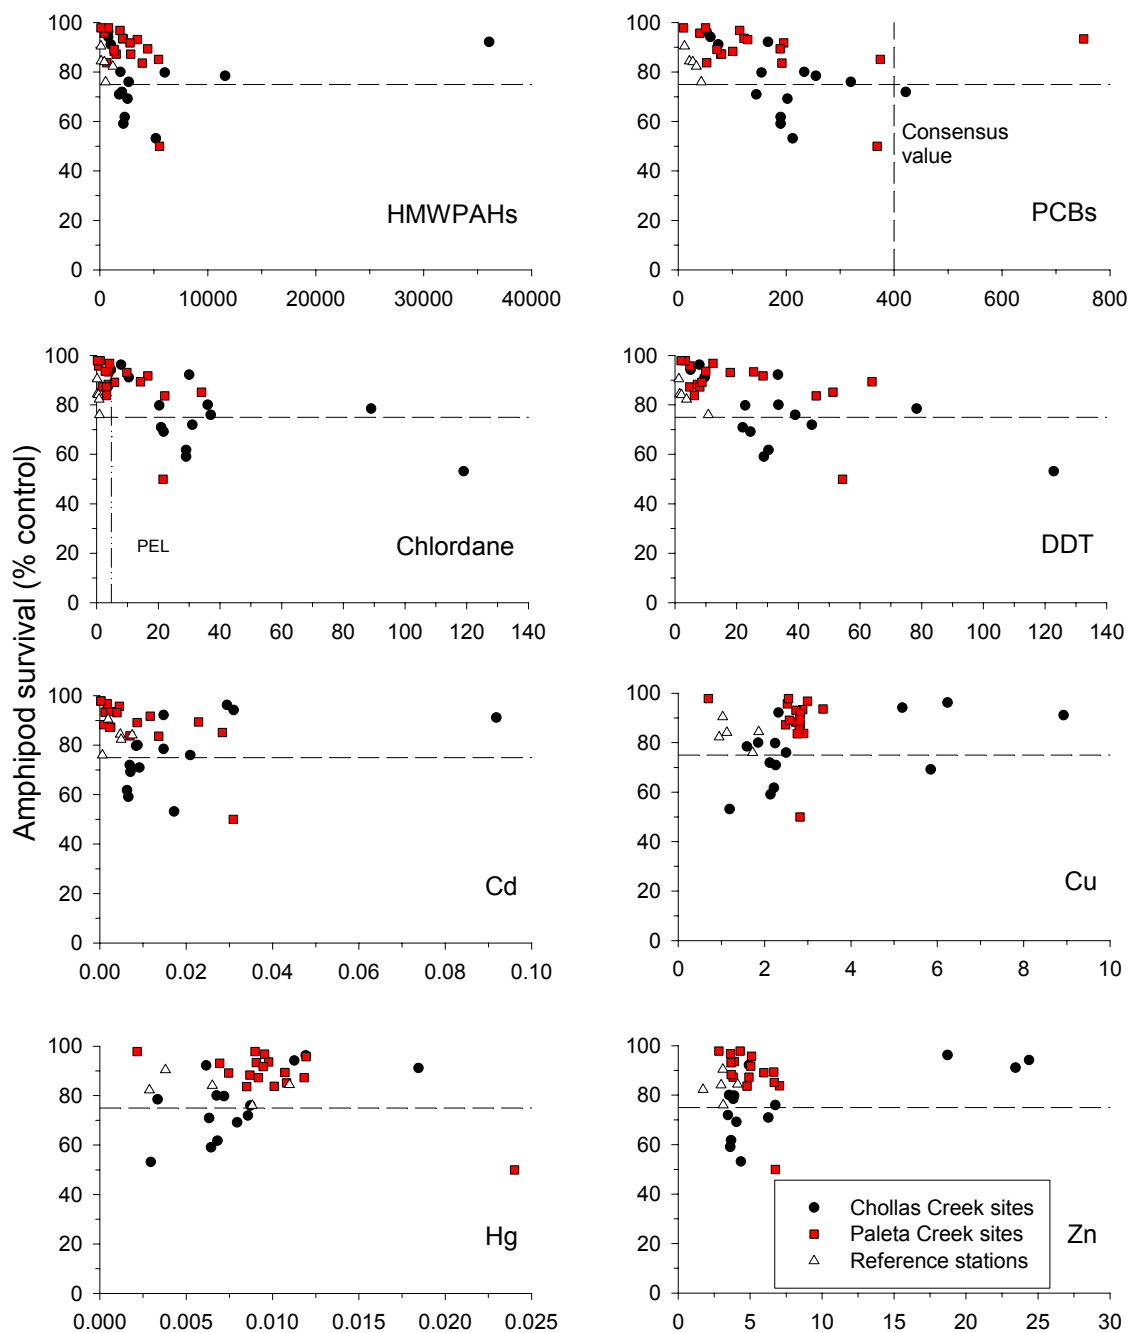 Amphipod survival (% control)
100
80
60
40
20
0
HMWPAHs
0 10000 20000 30000 40000
100
80
60
40
20
0
Consensus
value
PCBs
0 200 400 600 800
100
80
60
40
20
0
PEL
Chlordane
0 20 40 60 80 100 120 140
100
80
60
40
20
0
DDT
0 20 40 60 80 100 120 140
100
80
60
40
20
0
Cd
0.00 0.02 0.04 0.06 0.08 0.10
100
80
60
40
20
0
Cu
0 2 4 6 8 10
100
80
60
40
20
0
Hg
0.000 0.005 0.010 0.015 0.020 0.025
100
80
60
40
20
0
Chollas Creek sites
Paleta Creek sites
Reference stations
Zn
0 5 10 15 20 25 30